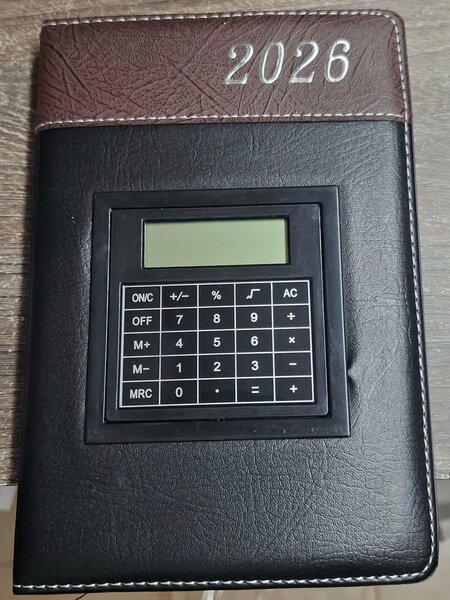 2026
ON/C +/− % √ AC
OFF 7 8 9 ÷
M+ 4 5 6 ×
M− 1 2 3 −
MRC 0 . = +